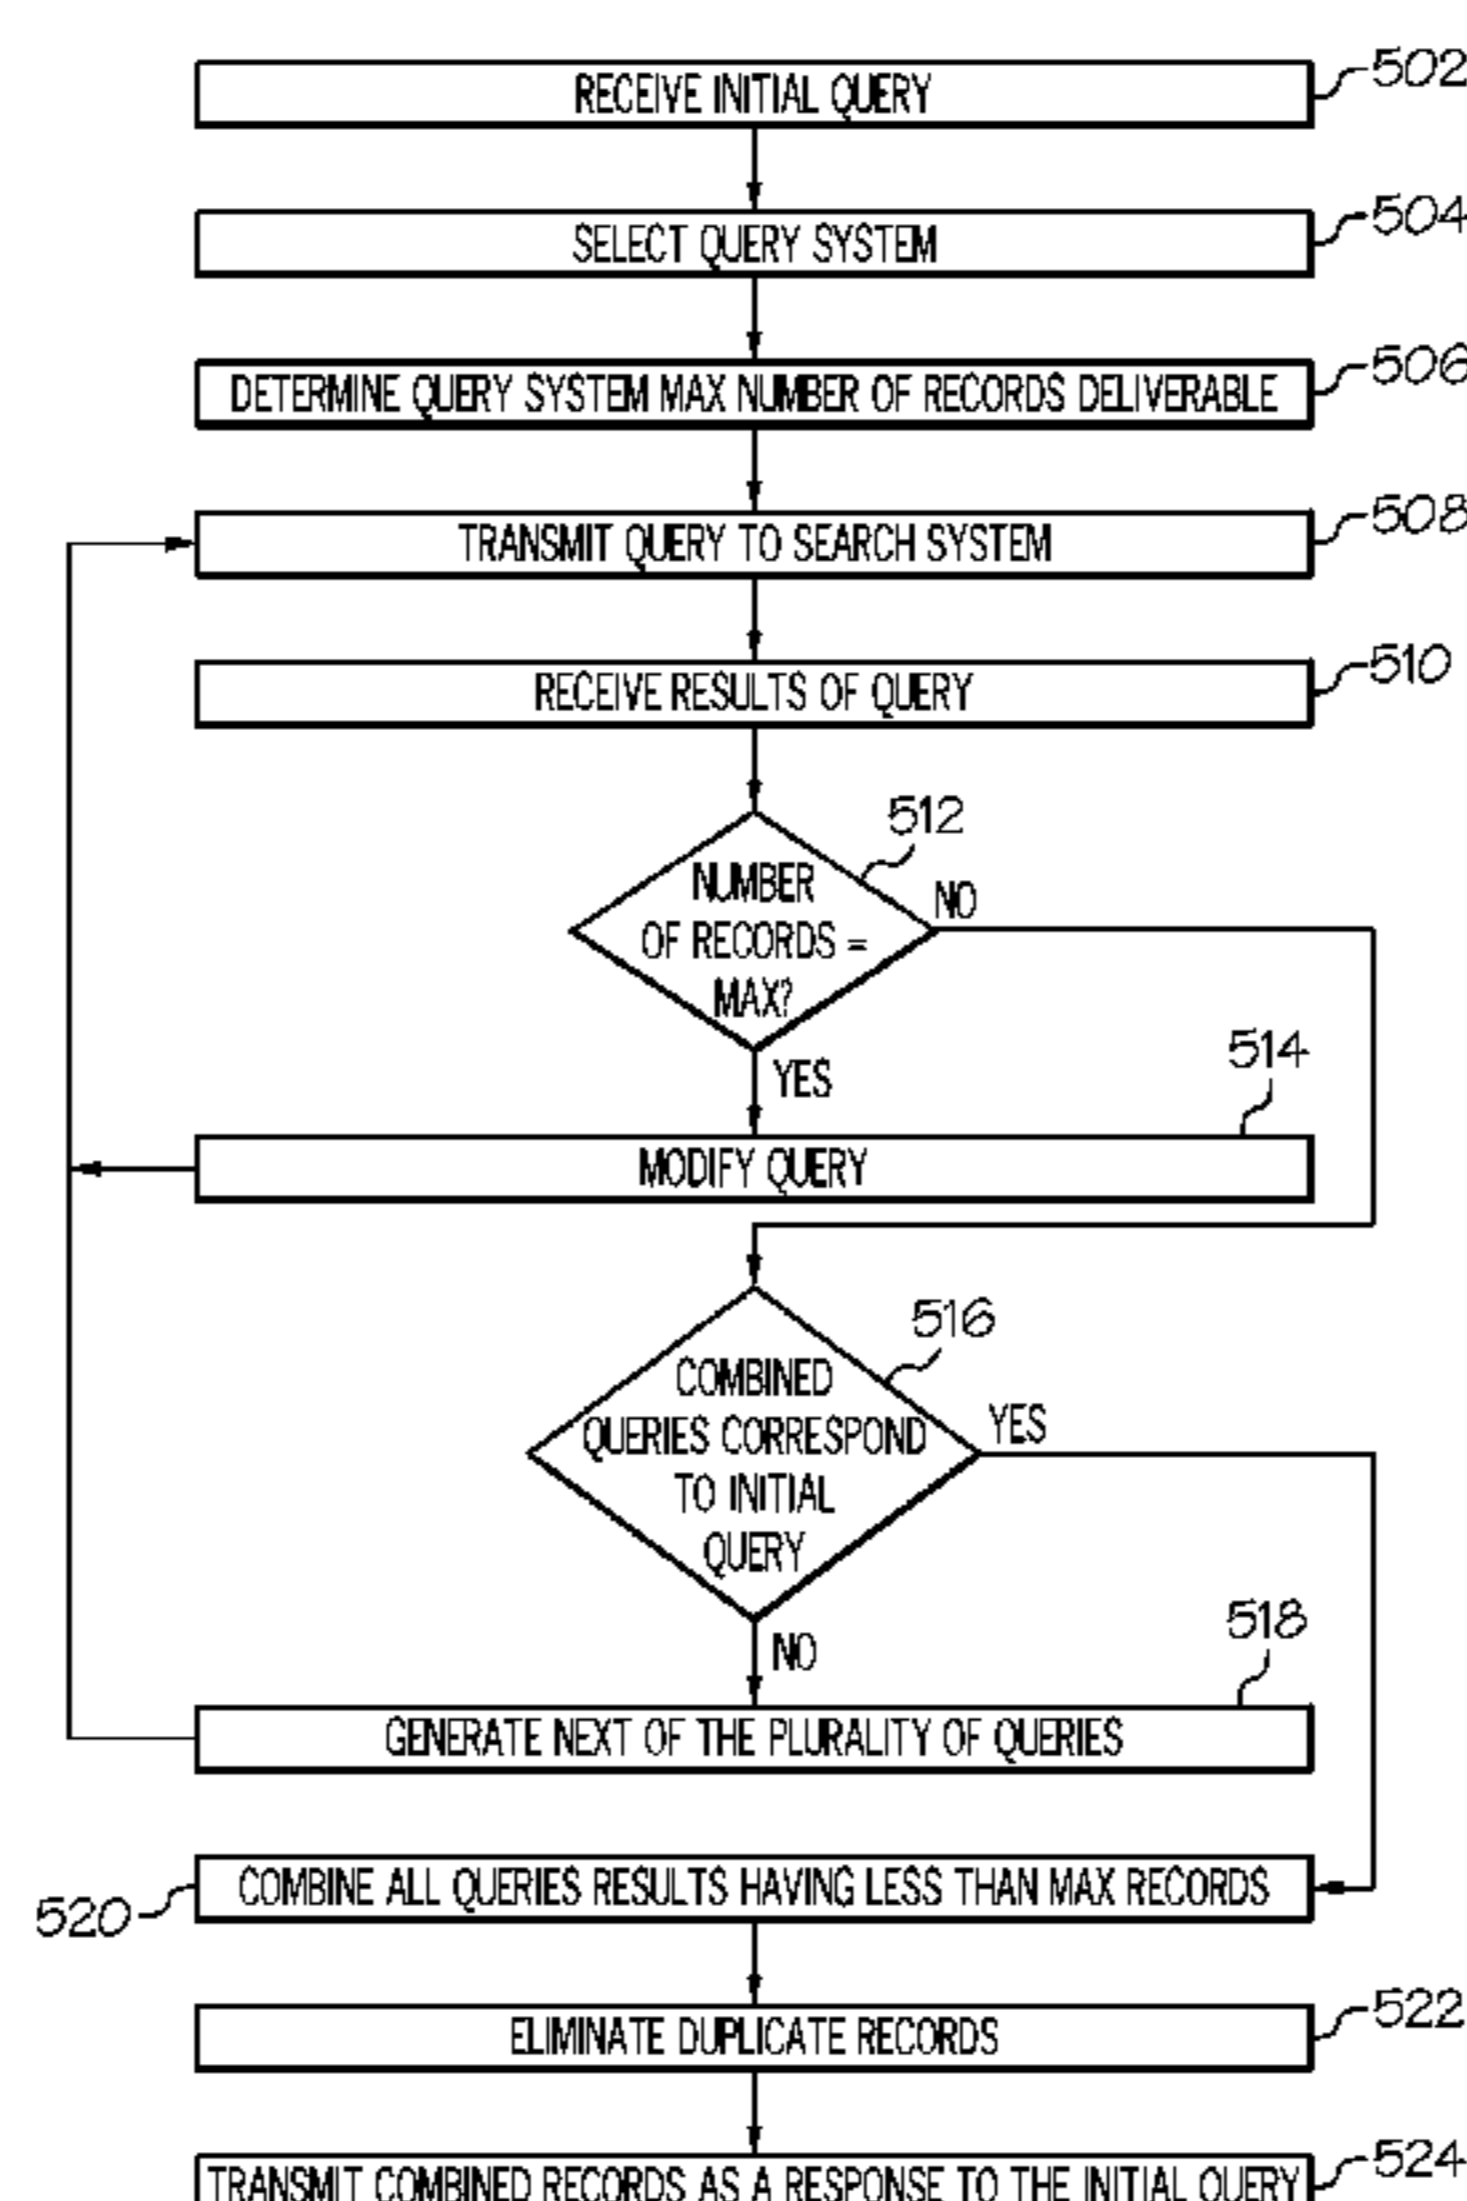 RECEIVE INITIAL QUERY
502
SELECT QUERY SYSTEM
504
DETERMINE QUERY SYSTEM MAX NUMBER OF RECORDS DELIVERABLE
506
TRANSMIT QUERY TO SEARCH SYSTEM
508
RECEIVE RESULTS OF QUERY
510
512
NUMBER
OF RECORDS =
MAX?
NO
YES
514
MODIFY QUERY
516
COMBINED
QUERIES CORRESPOND
TO INITIAL
QUERY
YES
NO
518
GENERATE NEXT OF THE PLURALITY OF QUERIES
COMBINE ALL QUERIES RESULTS HAVING LESS THAN MAX RECORDS
520
ELIMINATE DUPLICATE RECORDS
522
TRANSMIT COMBINED RECORDS AS A RESPONSE TO THE INITIAL QUERY
524